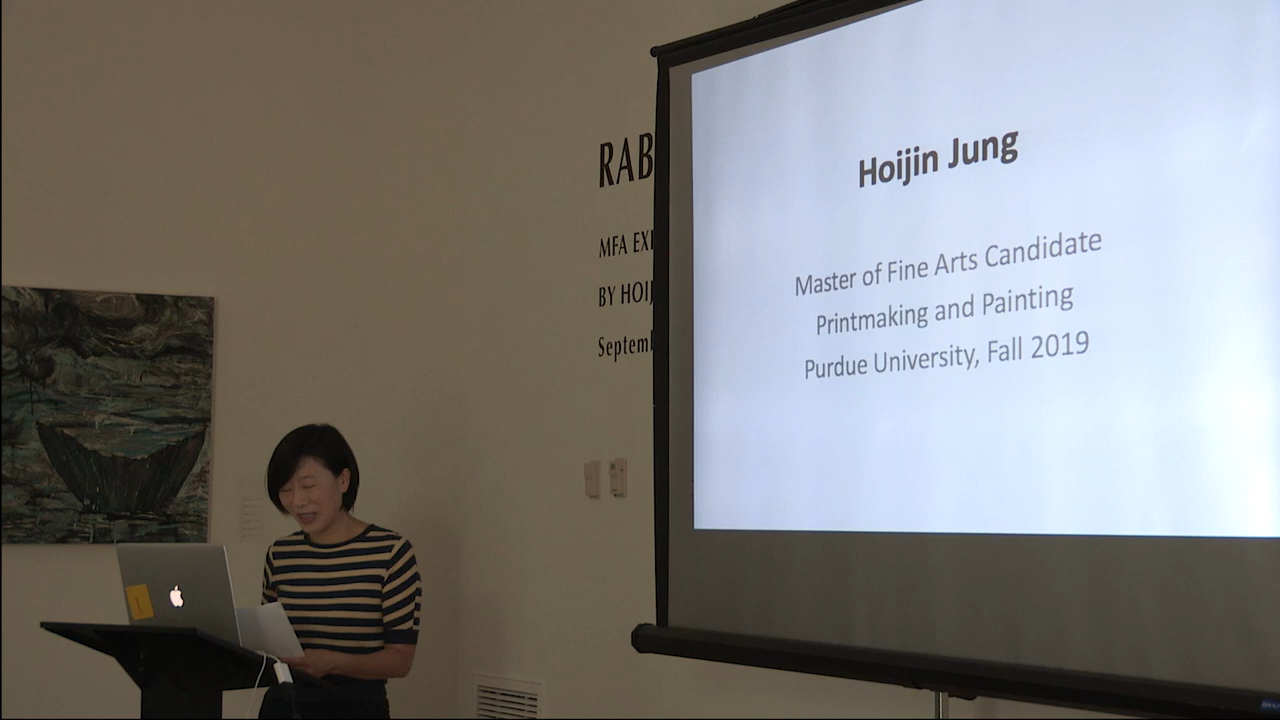 RAB
MFA EX
BY HOIJ
Septem
Hoijin Jung
Master of Fine Arts Candidate
Printmaking and Painting
Purdue University, Fall 2019